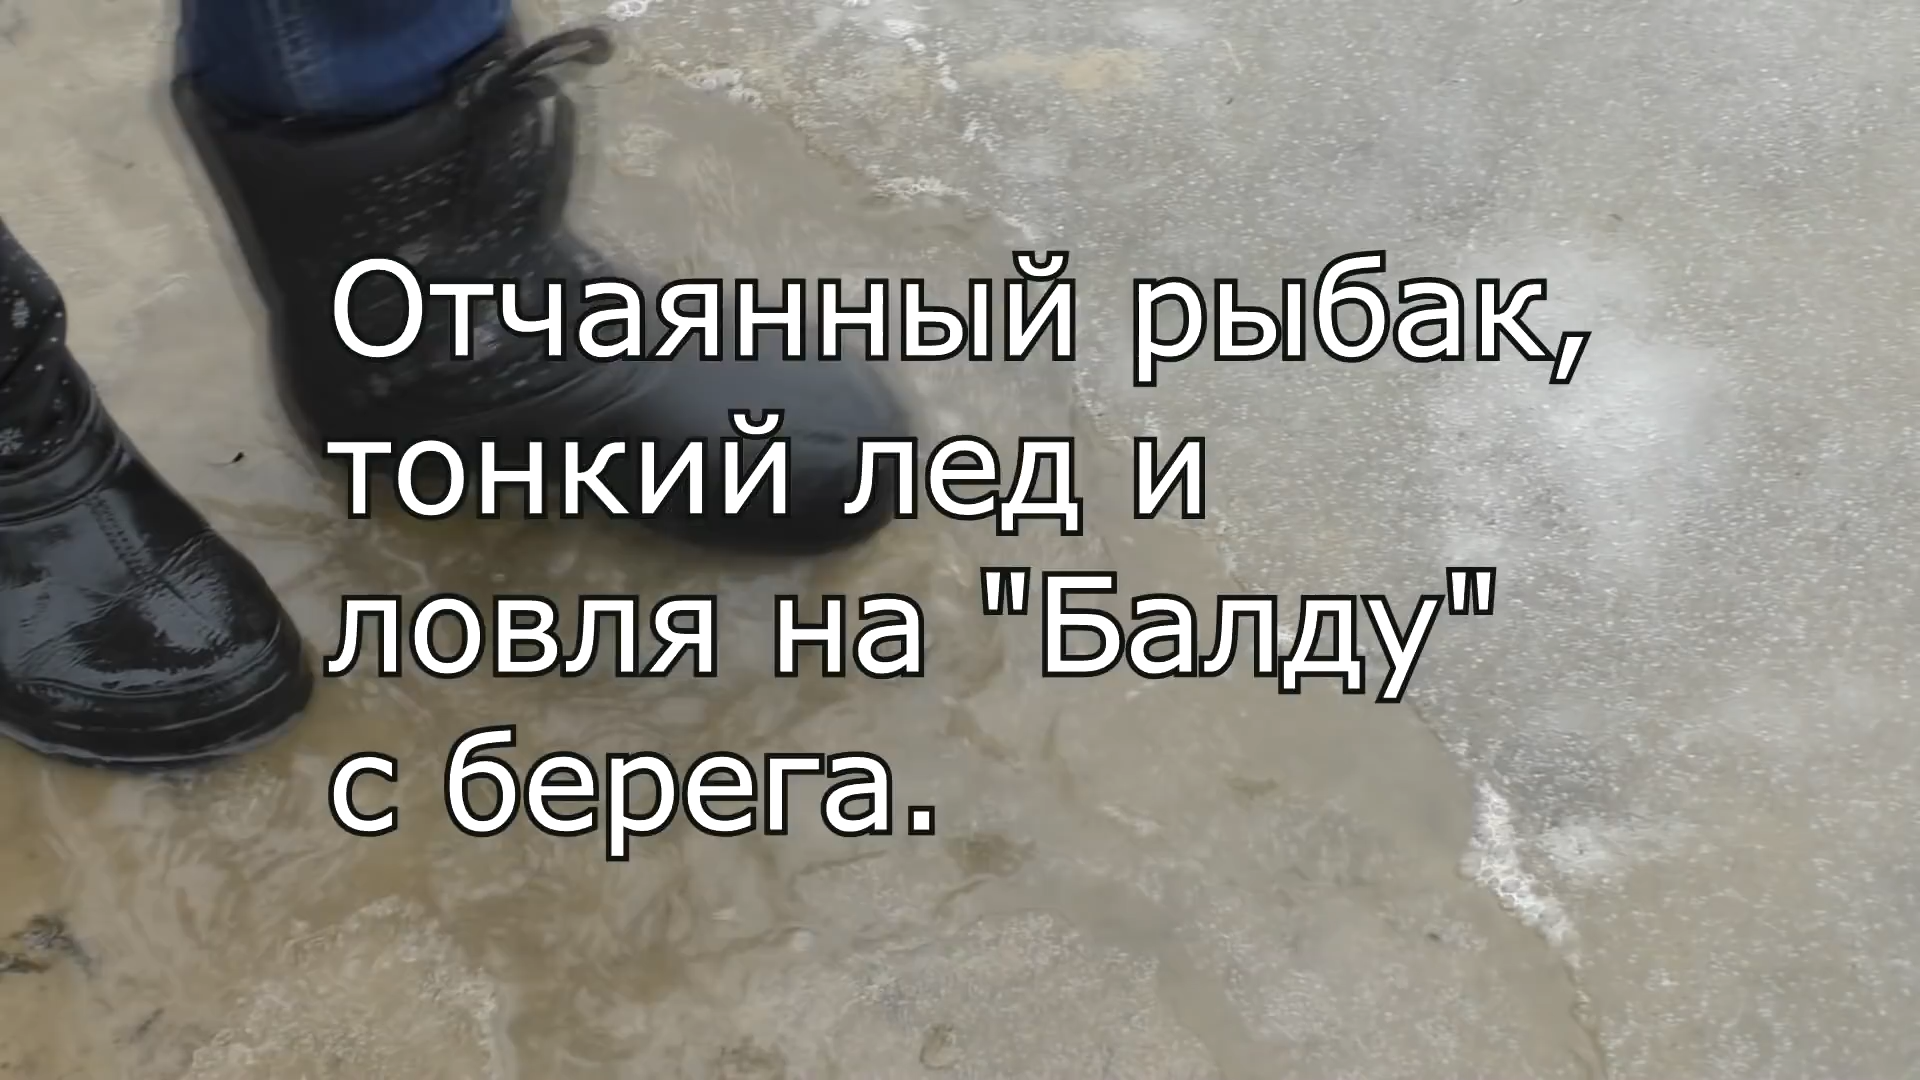 Отчаянный рыбак,
тонкий лед и
ловля на "Балду"
с берега.